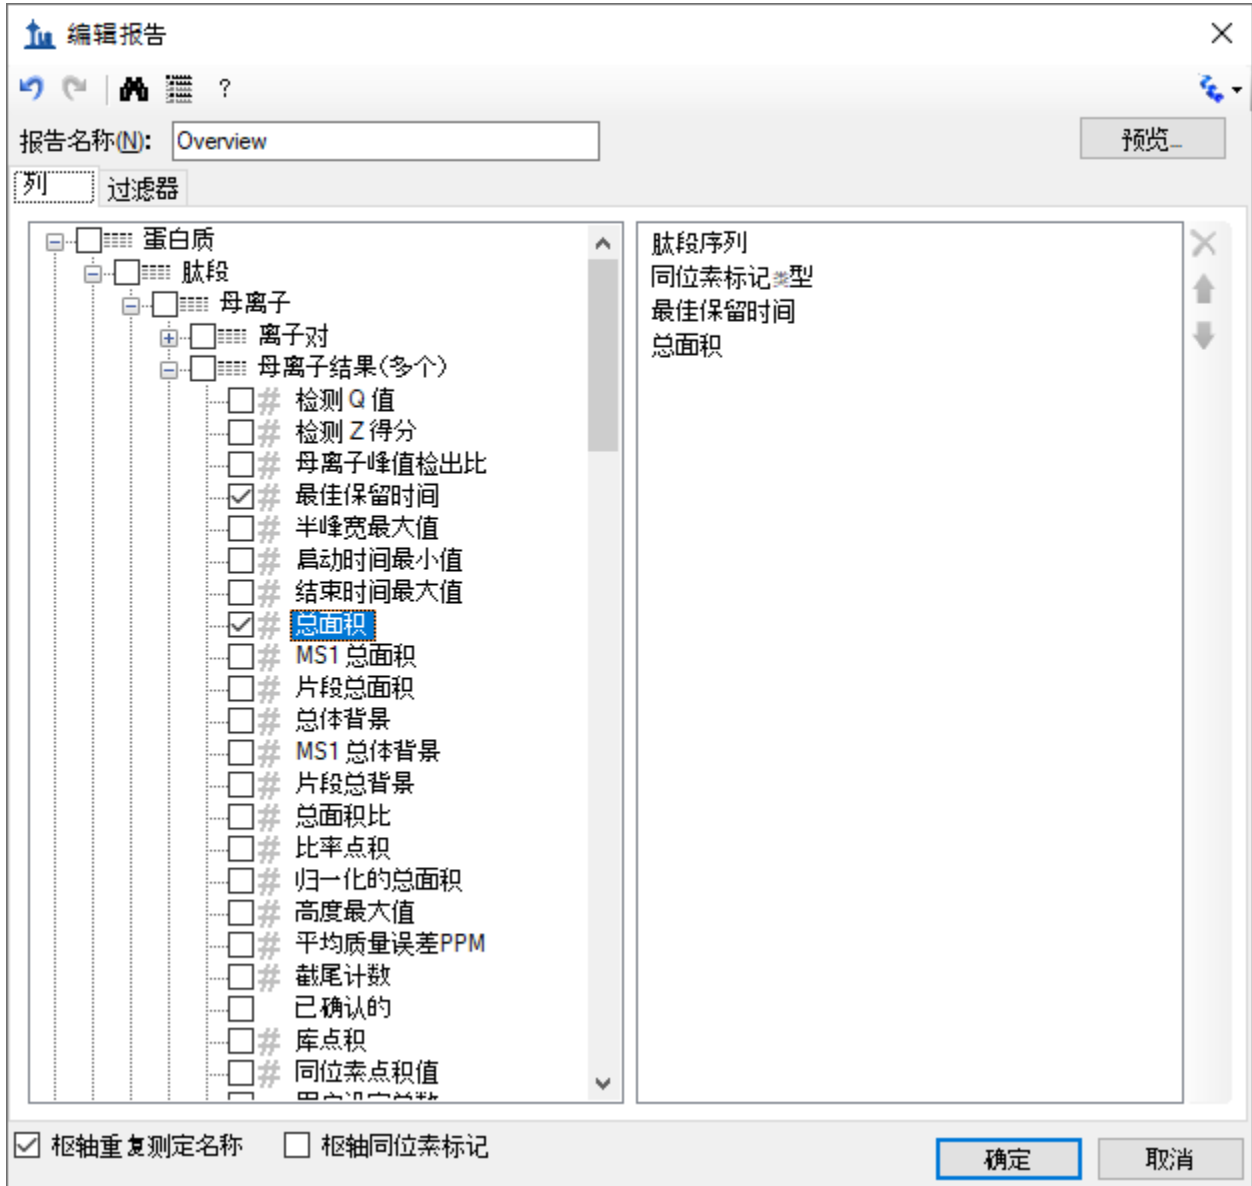 编辑报告
?
报告名称(N): Overview 预览...
列 过滤器
蛋白质
肽段
母离子
离子对
母离子结果(多个)
# 检测 Q 值
# 检测 Z 得分
# 母离子峰值检出比
# 最佳保留时间
# 半峰宽最大值
# 启动时间最小值
# 结束时间最大值
# 总面积
# MS1 总面积
# 片段总面积
# 总体背景
# MS1 总体背景
# 片段总背景
# 总面积比
# 比率点积
# 归一化的总面积
# 高度最大值
# 平均质量误差PPM
# 截尾计数
已确认的
# 库点积
# 同位素点积值
肽段序列
同位素标记类型
最佳保留时间
总面积
枢轴重复测定名称 枢轴同位素标记
确定 取消